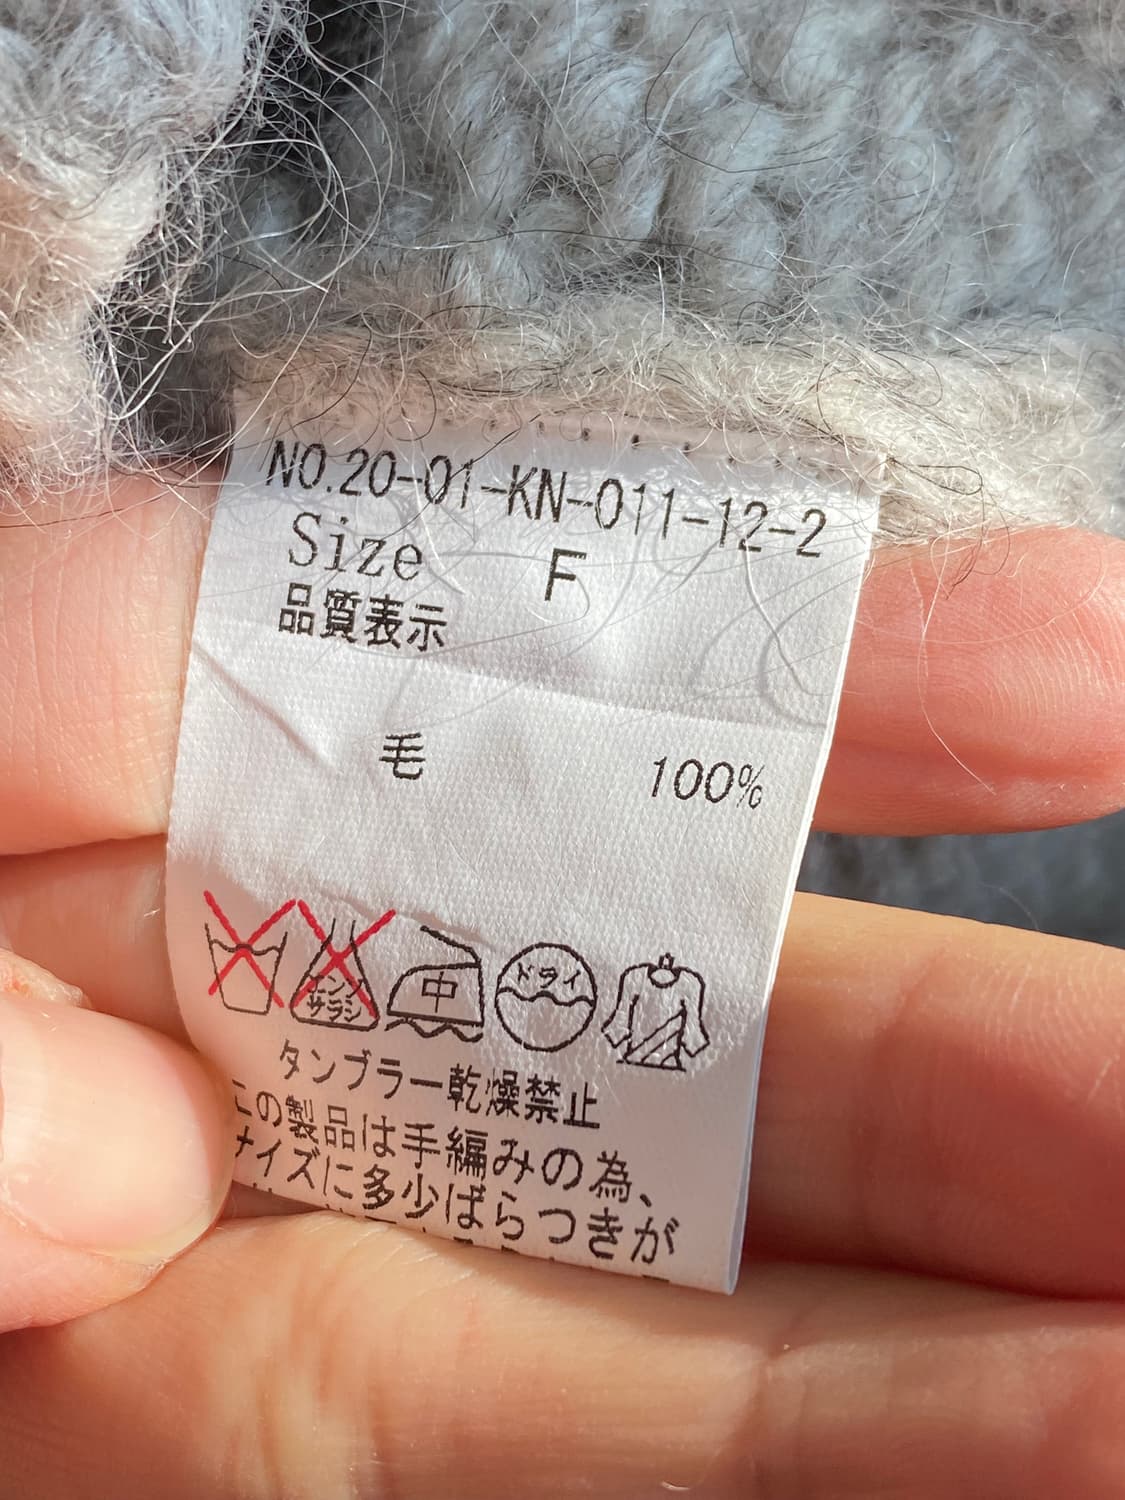 NO.20-01-KN-011-12-2
Size F
品質表示
毛 100%
エンソ
サラシ
中
ドライ
タンブラー乾燥禁止
この製品は手編みの為、
サイズに多少ばらつきが